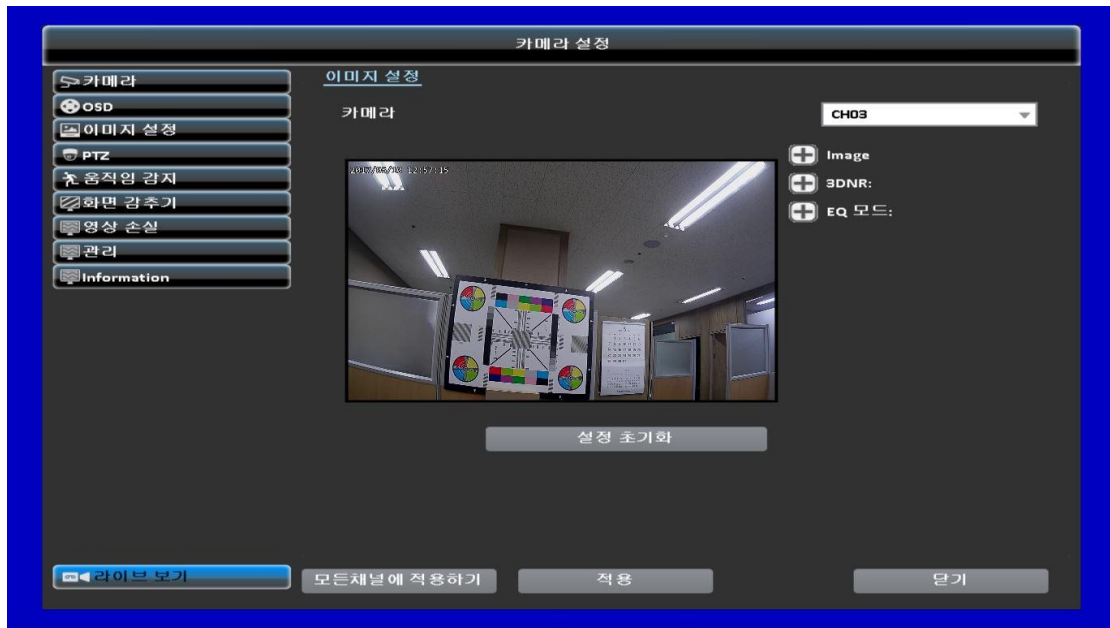 카메라 설정
카메라
OSD
이미지 설정
PTZ
움직임 감지
화면 감추기
영상 손실
관리
Information
라이브 보기
이미지 설정
카메라
CH03
Image
3DNR:
EQ 모드:
설정 초기화
모든채널에 적용하기
적용
닫기